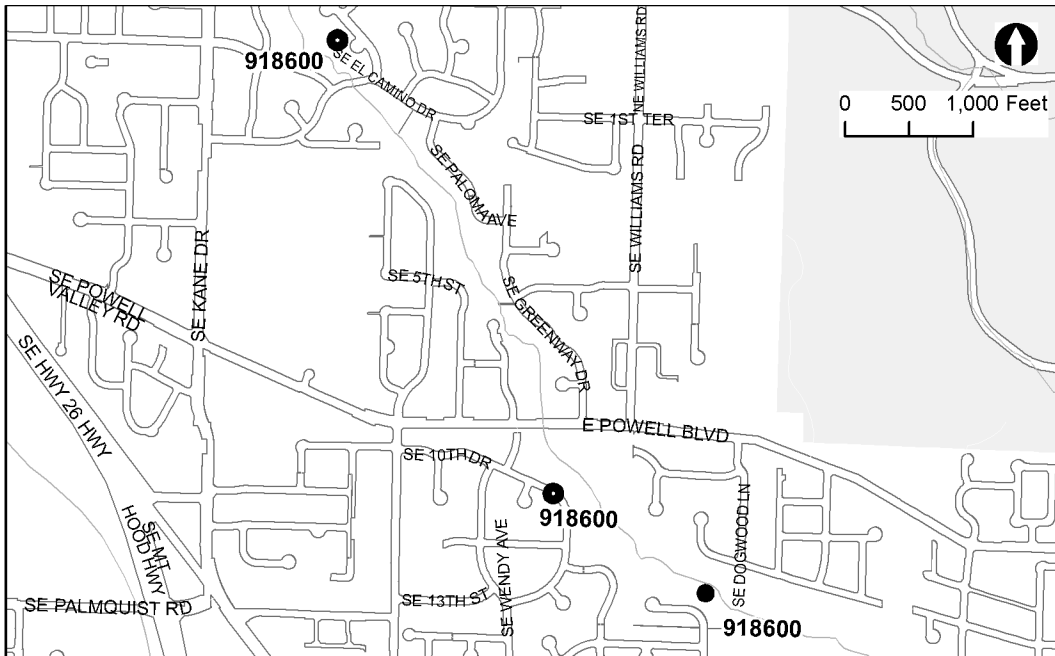 918600
SE EL CAMINO DR
NE WILLIAMS RD
0 500 1,000 Feet
SE 1ST TER
SE PALOMA AVE
SE WILLIAMS RD
SE KANE DR
SE POWELL
VALLEY RD
SE 5TH ST
SE GREENWAY DR
SE HWY 26 HWY
E POWELL BLVD
SE 10TH DR
918600
SE WENDY AVE
SE DOGWOOD LN
SE MT
HOOD HWY
SE PALMQUIST RD
SE 13TH ST
918600